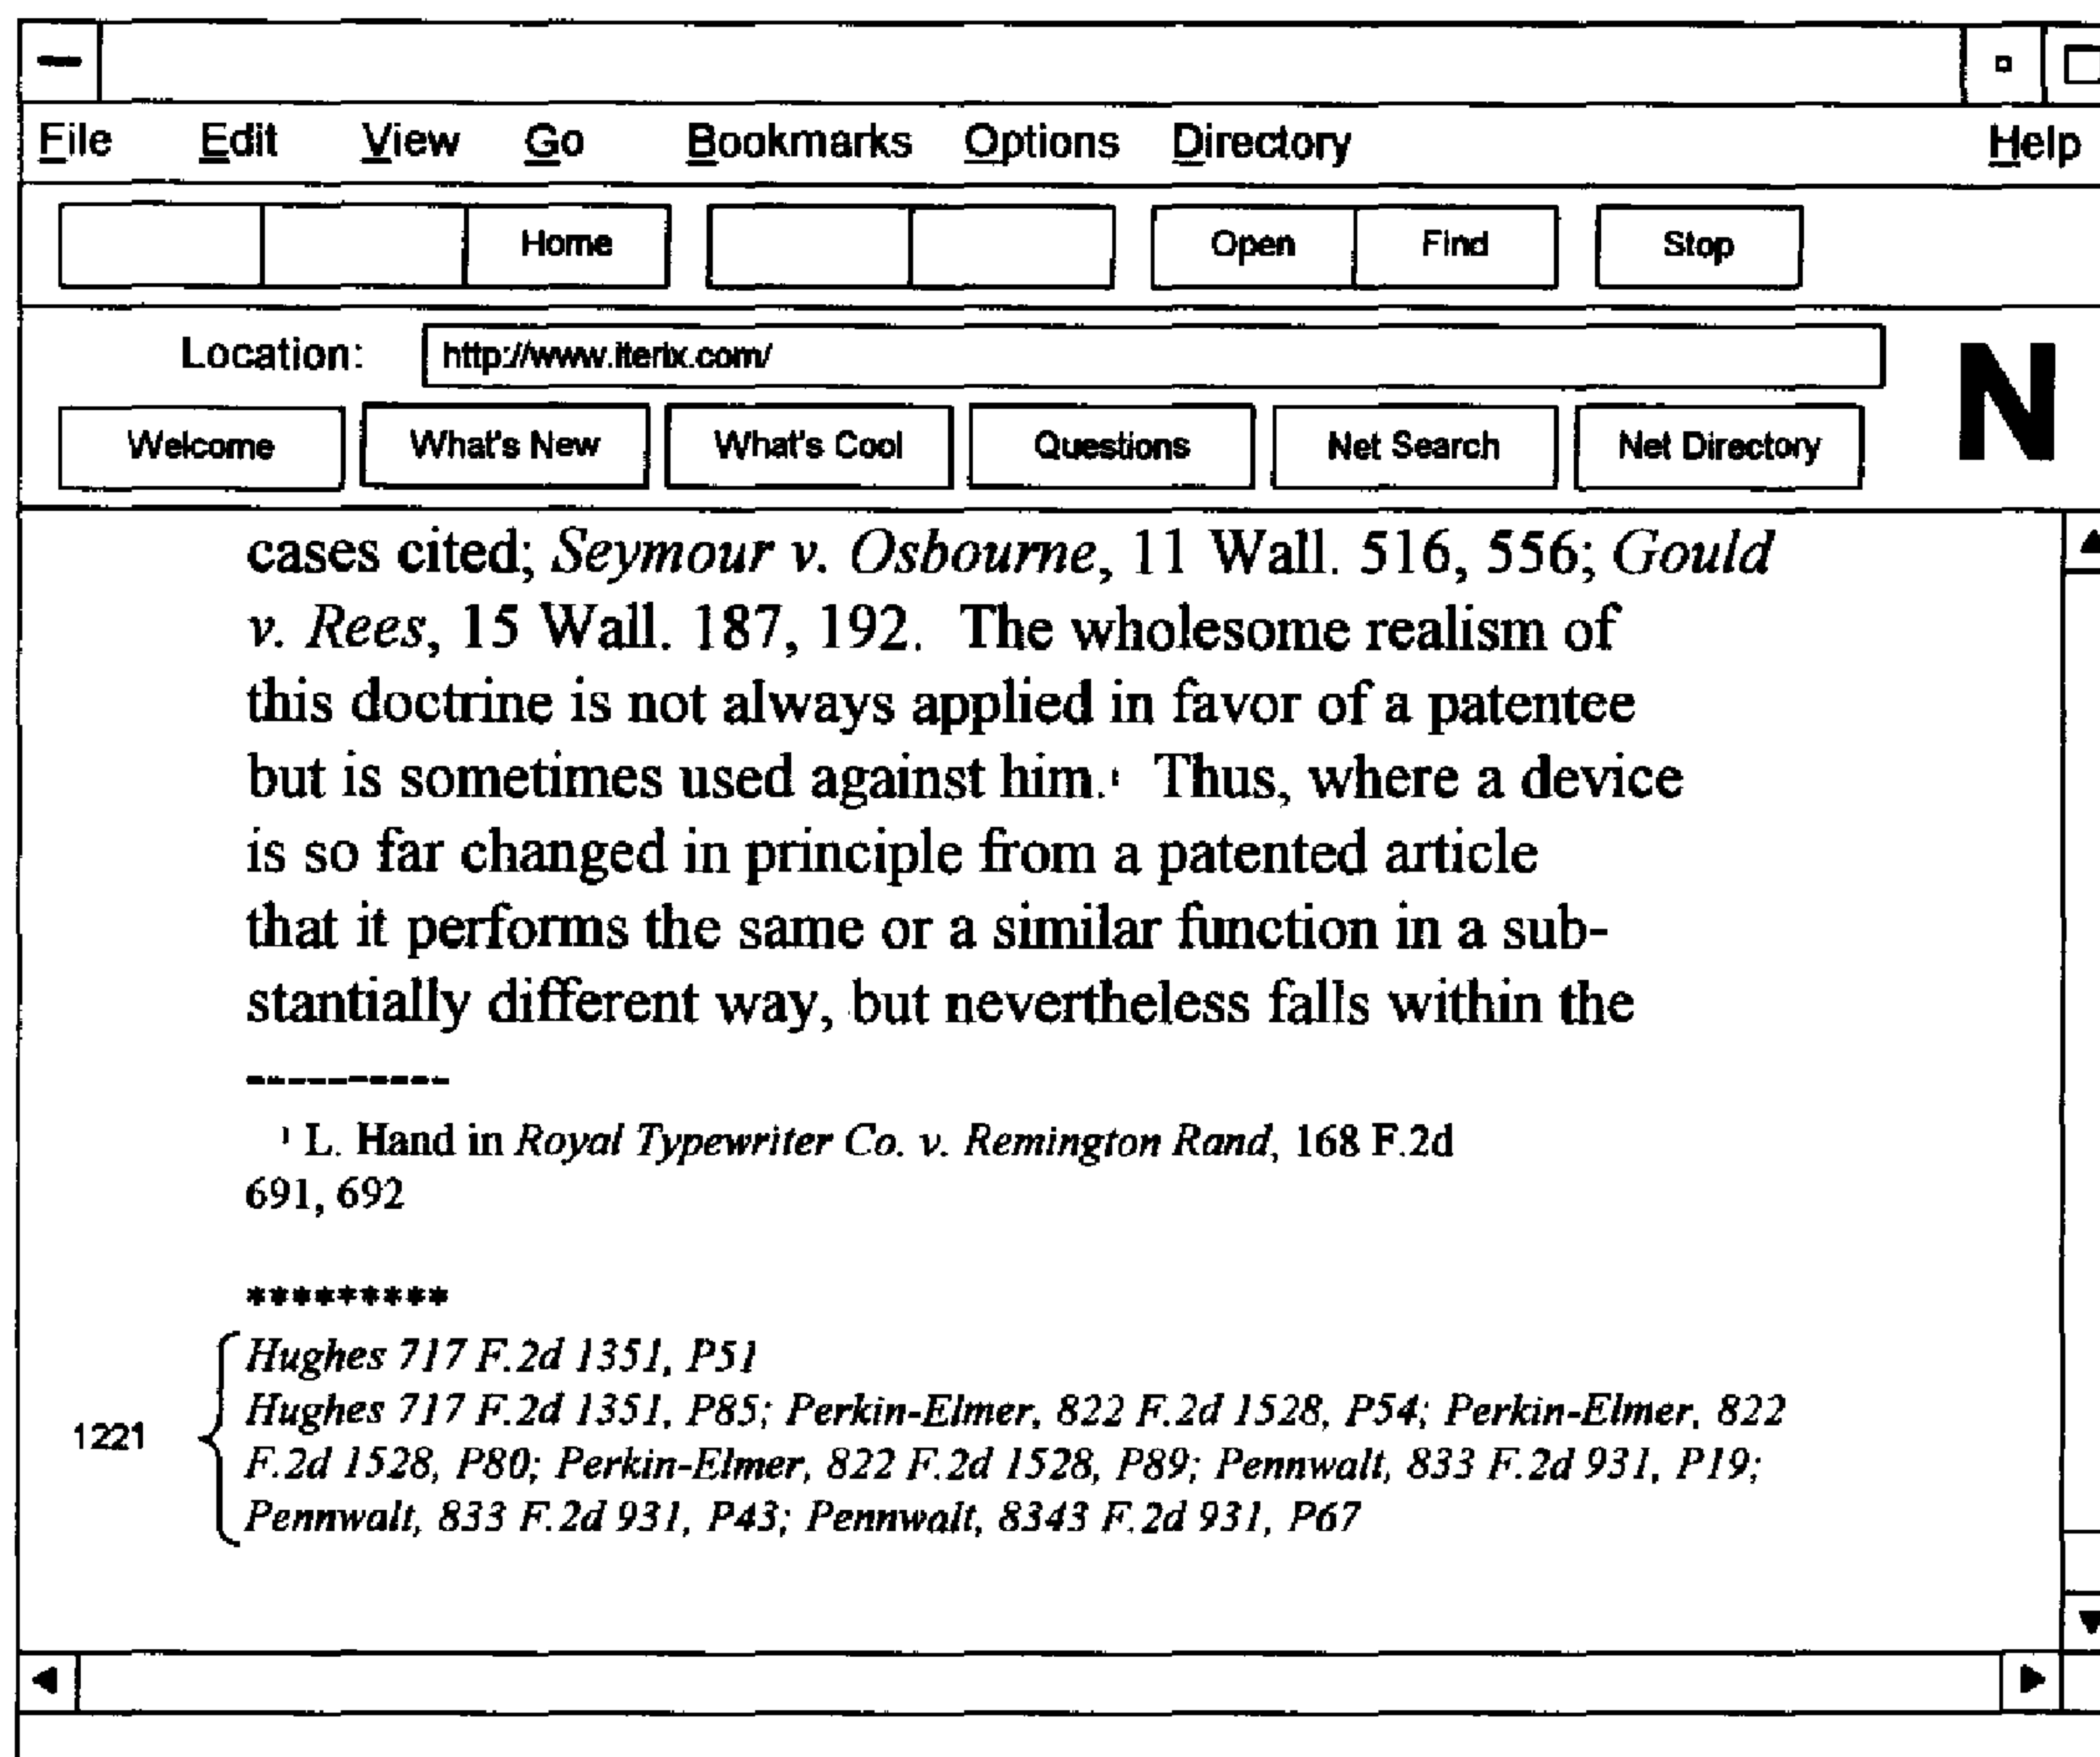 File Edit View Go Bookmarks Options Directory Help
Home Open Find Stop
Location: http://www.iterix.com/
N
Welcome What's New What's Cool Questions Net Search Net Directory
cases cited; Seymour v. Osbourne, 11 Wall. 516, 556; Gould
v. Rees, 15 Wall. 187, 192. The wholesome realism of
this doctrine is not always applied in favor of a patentee
but is sometimes used against him.¹ Thus, where a device
is so far changed in principle from a patented article
that it performs the same or a similar function in a sub-
stantially different way, but nevertheless falls within the
----------
¹ L. Hand in Royal Typewriter Co. v. Remington Rand, 168 F.2d
691, 692
*********
Hughes 717 F.2d 1351, P51
Hughes 717 F.2d 1351, P85; Perkin-Elmer, 822 F.2d 1528, P54; Perkin-Elmer, 822
1221
F.2d 1528, P80; Perkin-Elmer, 822 F.2d 1528, P89; Pennwalt, 833 F.2d 931, P19;
Pennwalt, 833 F.2d 931, P43; Pennwalt, 8343 F.2d 931, P67